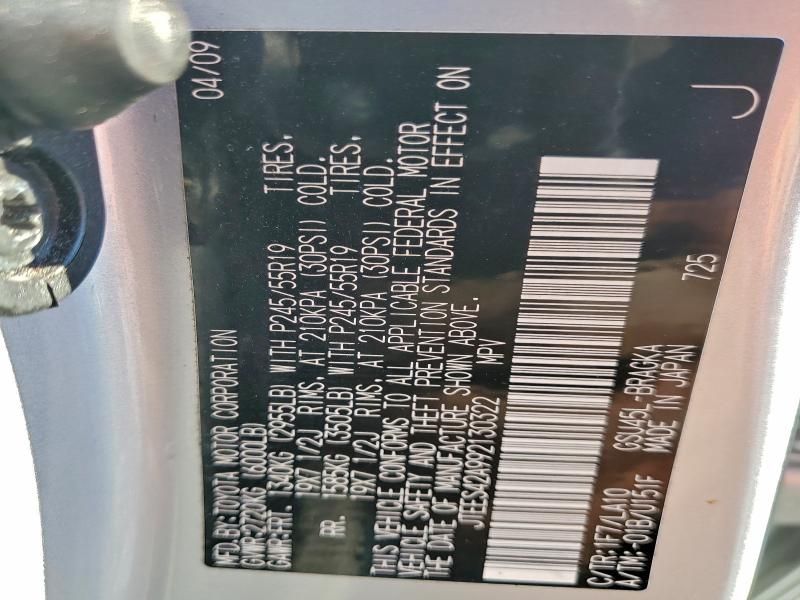 MFD.BY:TOYOTA MOTOR CORPORATION 04/09
GVWR:2720KG (6000LB)
GAWR:FRT. 1340KG (2955LB) WITH P245/55R19 TIRES,
19X7 1/2J RIMS, AT 210KPA (30PSI) COLD.
RR. 1585KG (3505LB) WITH P245/55R19 TIRES,
19X7 1/2J RIMS, AT 210KPA (30PSI) COLD.
THIS VEHICLE CONFORMS TO ALL APPLICABLE FEDERAL MOTOR
VEHICLE SAFETY AND THEFT PREVENTION STANDARDS IN EFFECT ON
THE DATE OF MANUFACTURE SHOWN ABOVE.
JTEES42A992130322 MPV
C/TR:1F7/LA10 GSU45L-BRAGKA
A/TM:-01B/U151F MADE IN JAPAN 725
J